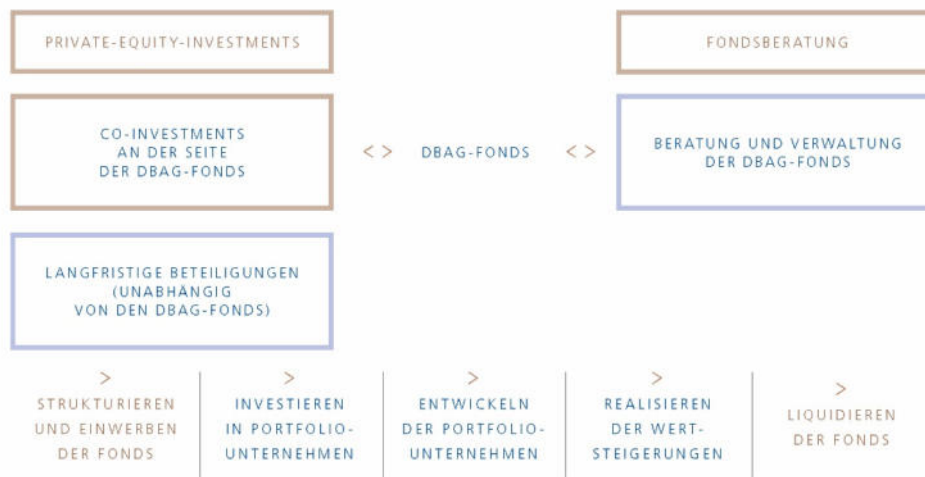 PRIVATE-EQUITY-INVESTMENTS
FONDSBERATUNG
CO-INVESTMENTS
AN DER SEITE
DER DBAG-FONDS
< > DBAG-FONDS < >
BERATUNG UND VERWALTUNG
DER DBAG-FONDS
LANGFRISTIGE BETEILIGUNGEN
(UNABHÄNGIG
VON DEN DBAG-FONDS)
>
STRUKTURIEREN
UND EINWERBEN
DER FONDS
>
INVESTIEREN
IN PORTFOLIO-
UNTERNEHMEN
>
ENTWICKELN
DER PORTFOLIO-
UNTERNEHMEN
>
REALISIEREN
DER WERT-
STEIGERUNGEN
>
LIQUIDIEREN
DER FONDS